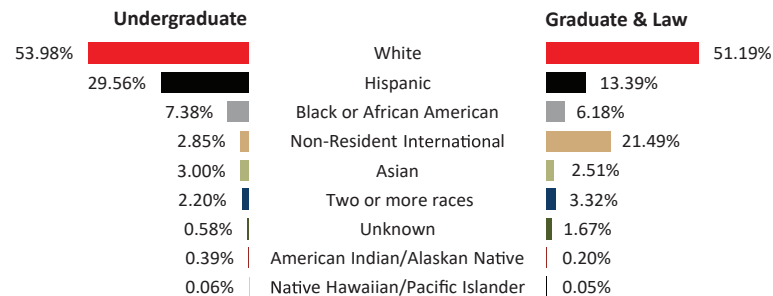 Undergraduate Graduate & Law
53.98% White 51.19%
29.56% Hispanic 13.39%
7.38% Black or African American 6.18%
2.85% Non-Resident International 21.49%
3.00% Asian 2.51%
2.20% Two or more races 3.32%
0.58% Unknown 1.67%
0.39% American Indian/Alaskan Native 0.20%
0.06% Native Hawaiian/Pacific Islander 0.05%